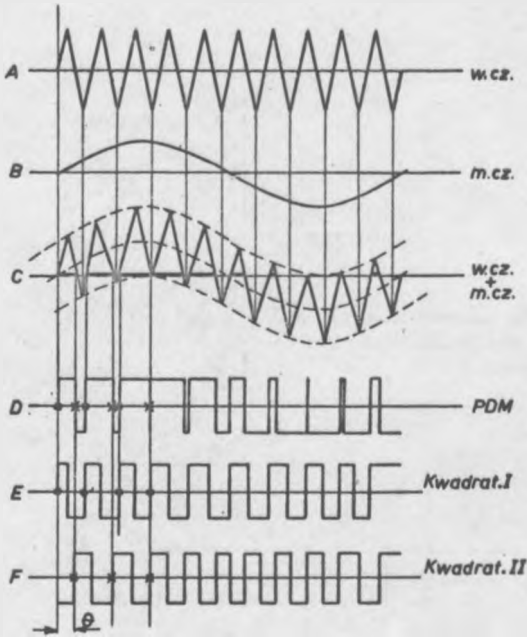 A w.cz.
B m.cz.
C w.cz.
+
m.cz.
D PDM
E Kwadrat.I
F Kwadrat.II
θ